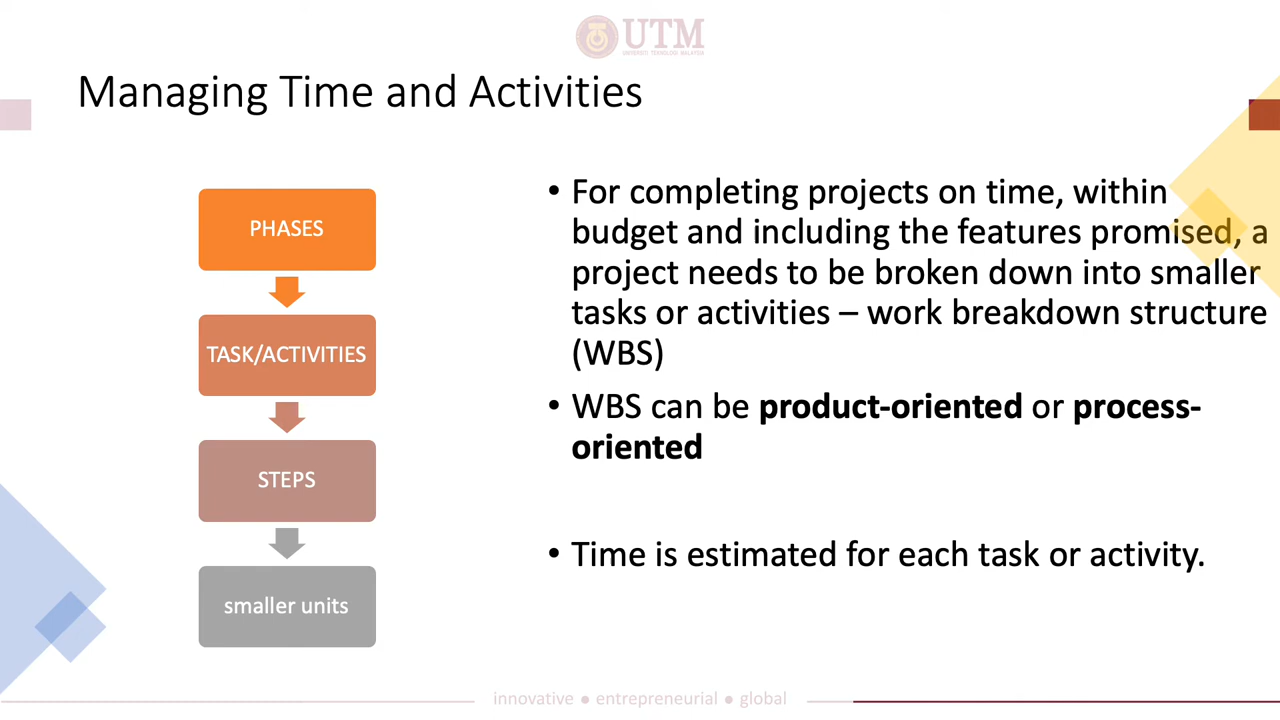 UTM
UNIVERSITI TEKNOLOGI MALAYSIA
Managing Time and Activities
PHASES
TASK/ACTIVITIES
STEPS
smaller units
• For completing projects on time, within
budget and including the features promised, a
project needs to be broken down into smaller
tasks or activities – work breakdown structure
(WBS)
• WBS can be product-oriented or process-
oriented
• Time is estimated for each task or activity.
innovative ● entrepreneurial ● global